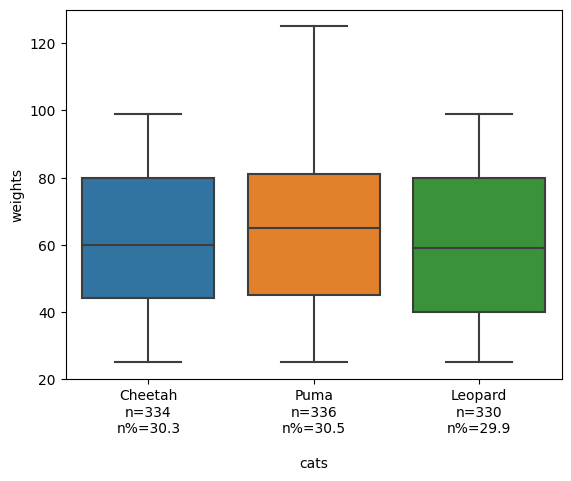 120
100
80
60
40
20
weights
Cheetah
n=334
n%=30.3
Puma
n=336
n%=30.5
Leopard
n=330
n%=29.9
cats